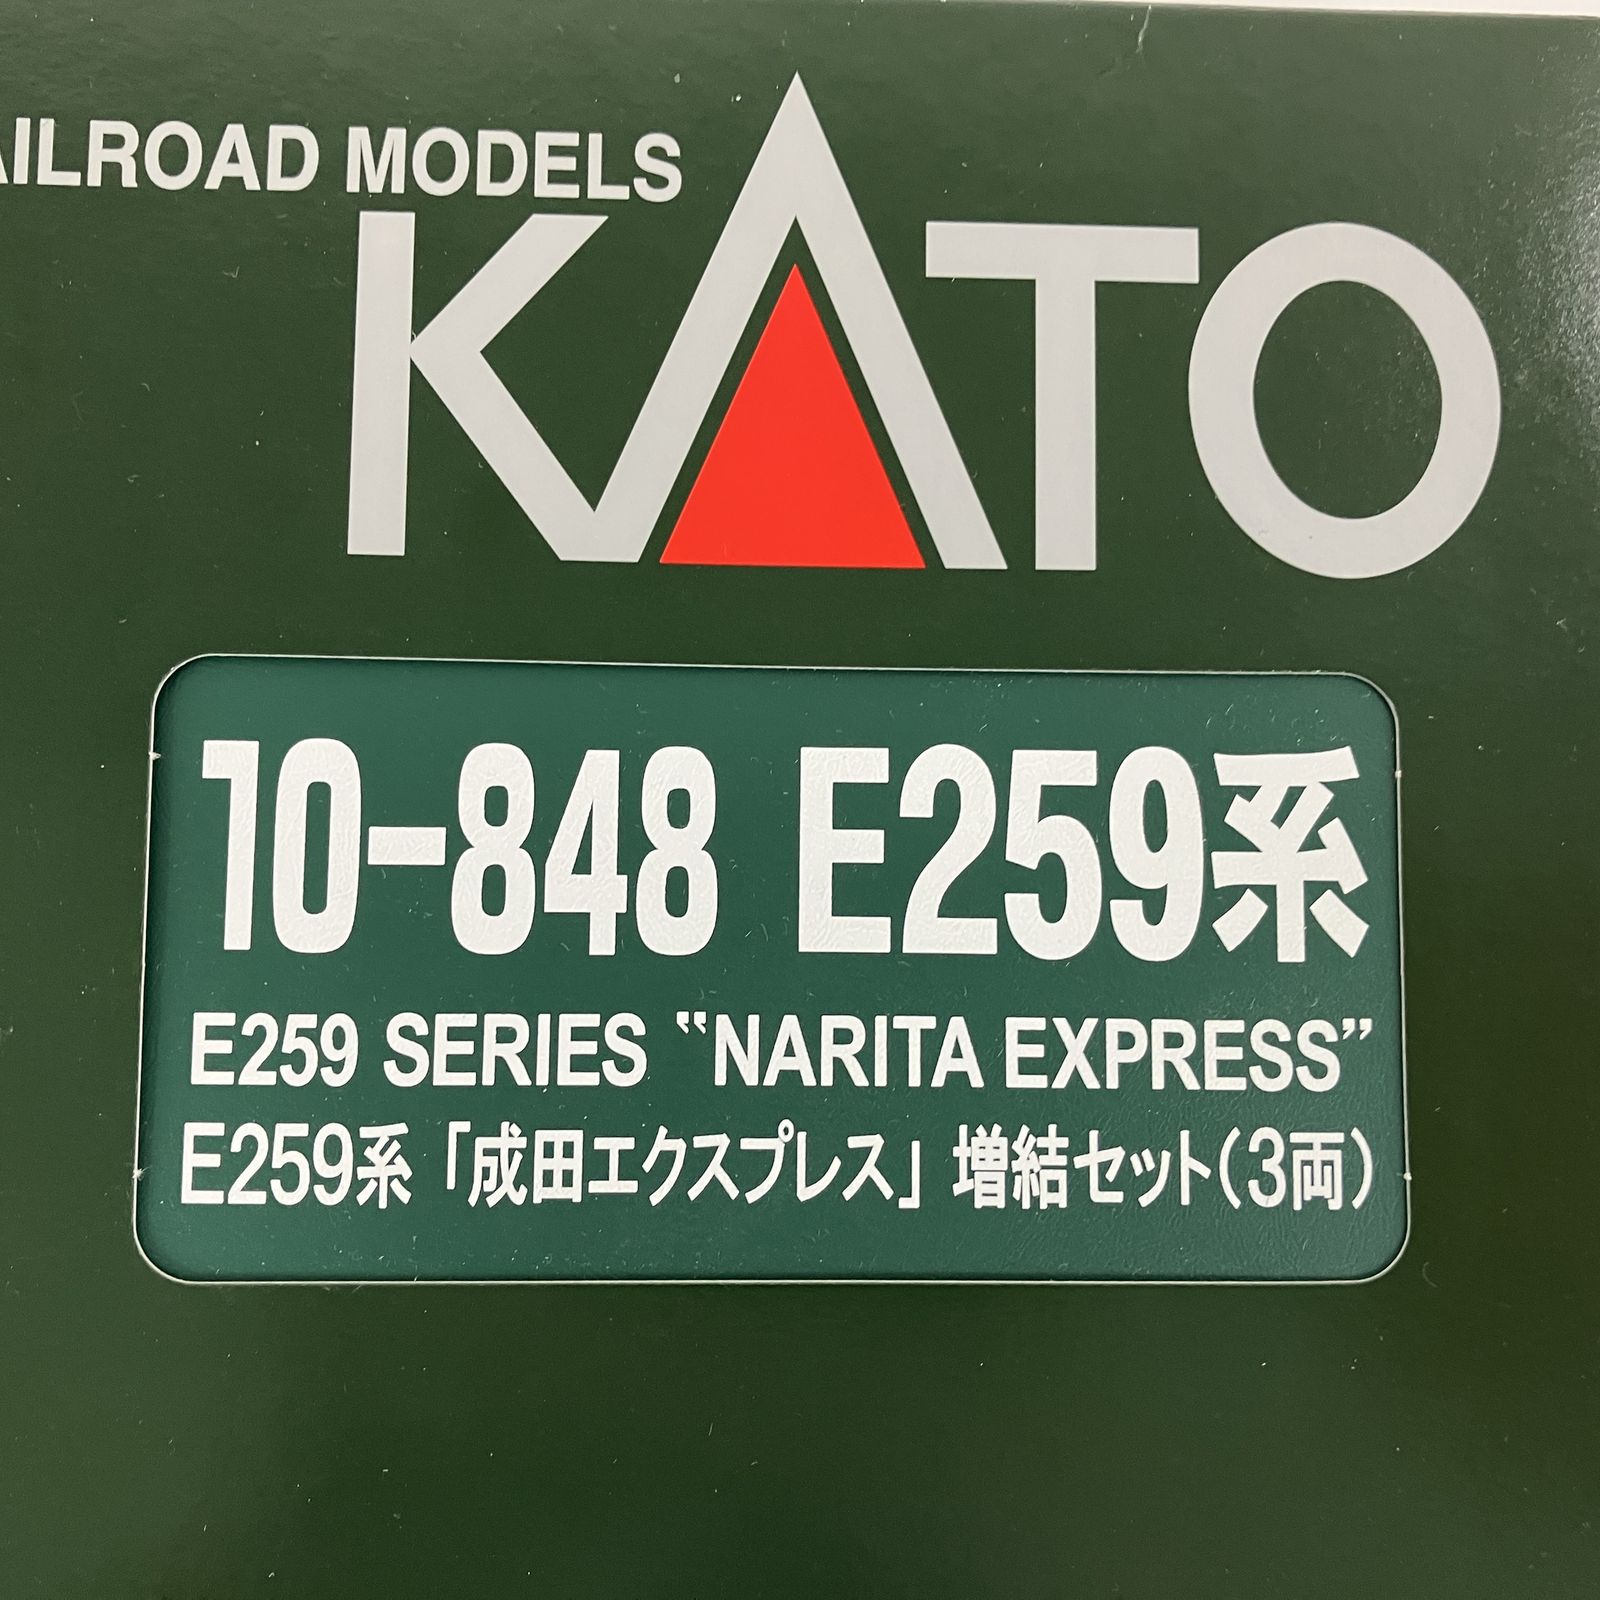 AILROAD MODELS
KATO
10-848 E259系
E259 SERIES “NARITA EXPRESS”
E259系「成田エクスプレス」増結セット(3両)